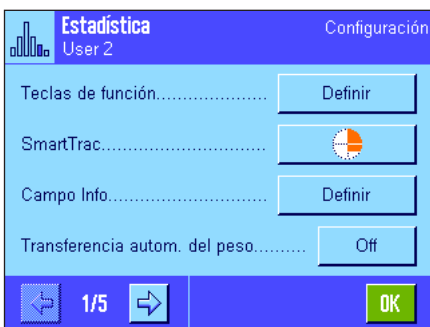 Estadística
Configuración
User 2
Teclas de función.................... Definir
SmartTrac..............................
Campo Info............................. Definir
Transferencia autom. del peso.......... Off
1/5
OK